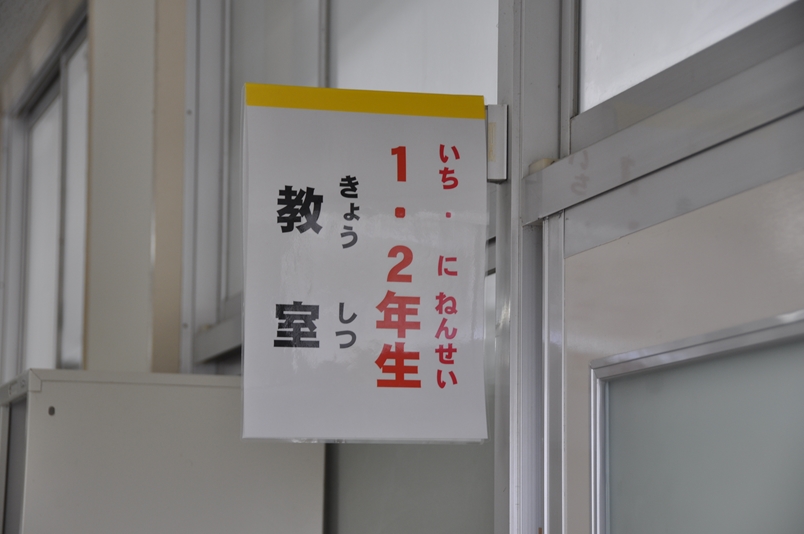 いち・にねんせい
1・2年生
きょうしつ
教室